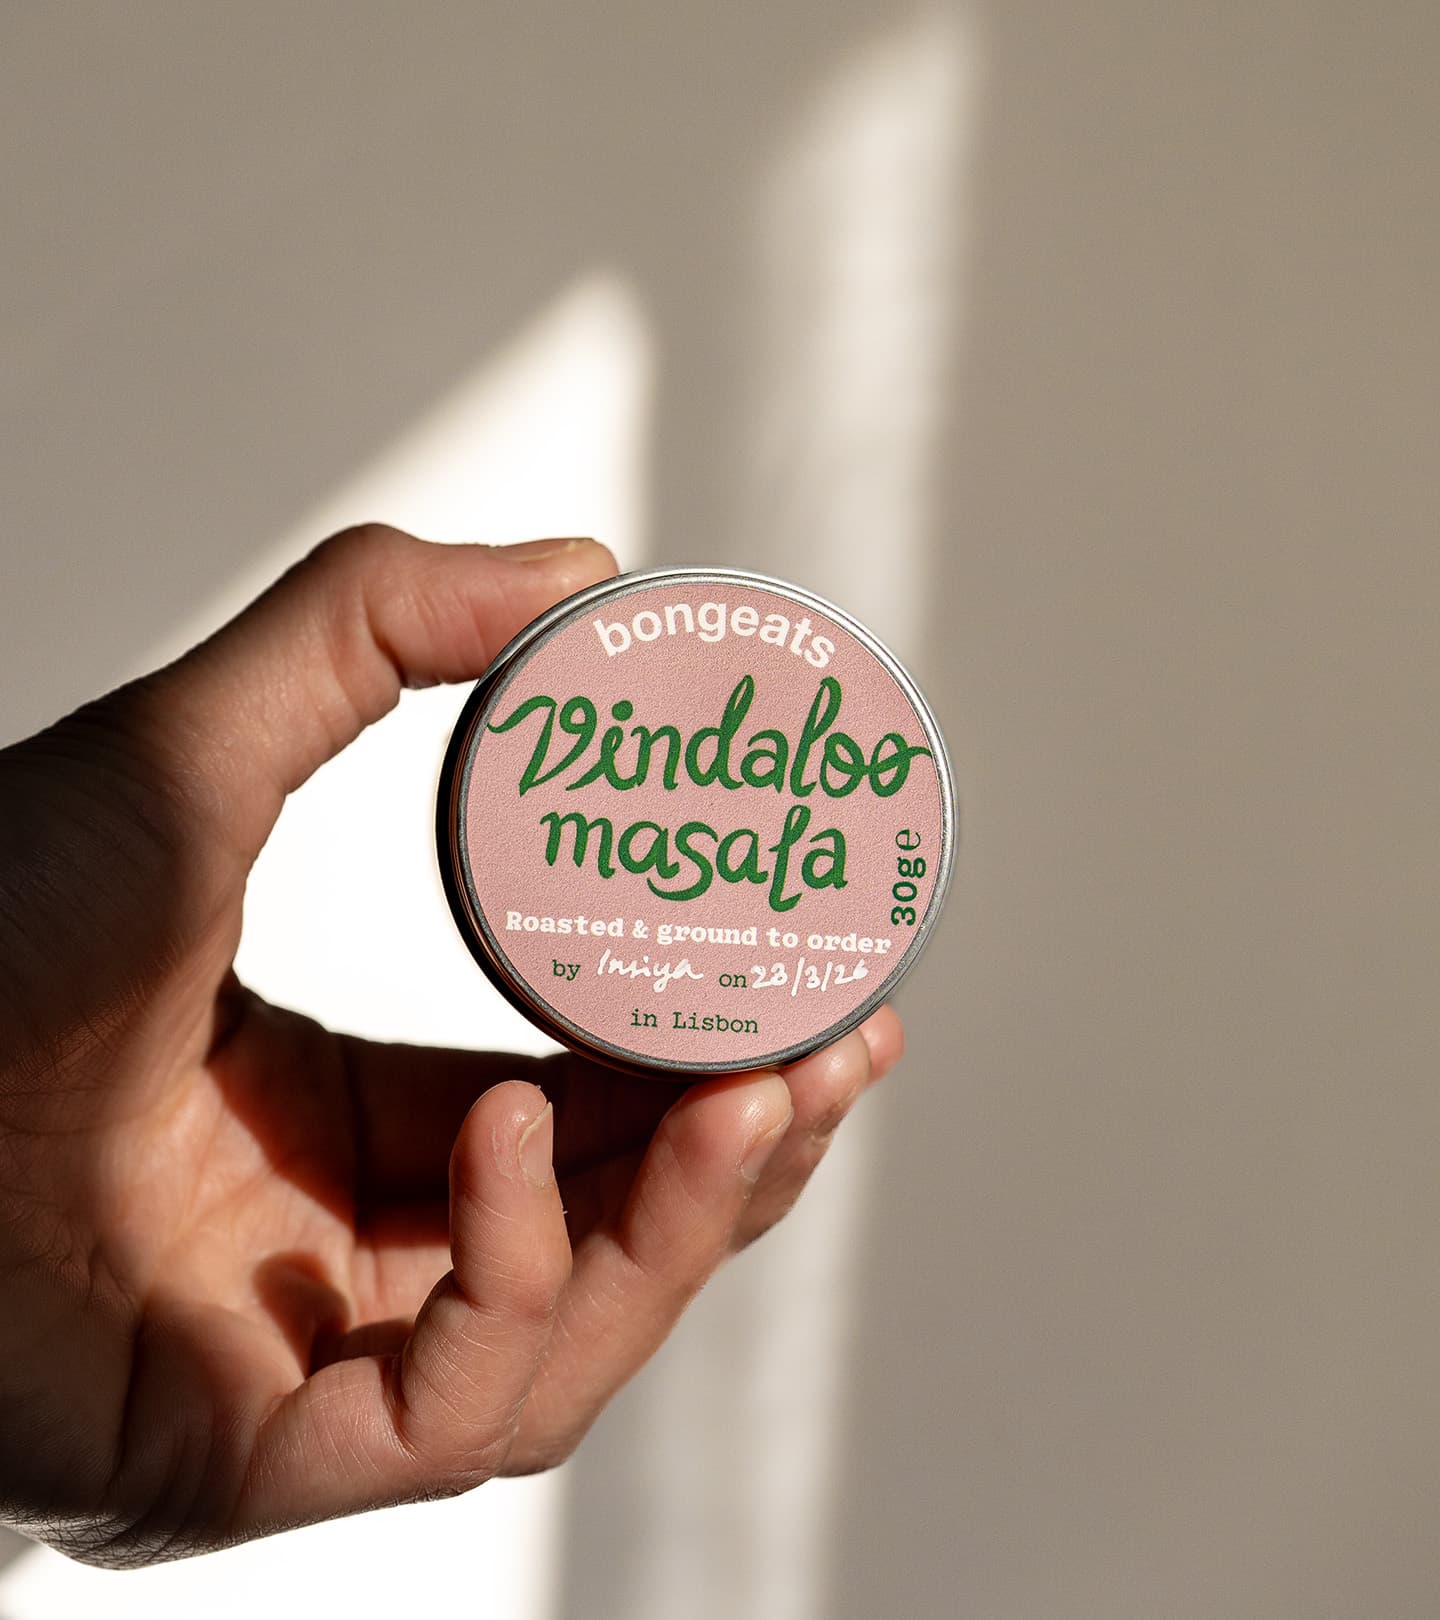 bongeats
Vindaloo
masala
30g e
Roasted & ground to order
by Insiya on 23/3/26
in Lisbon